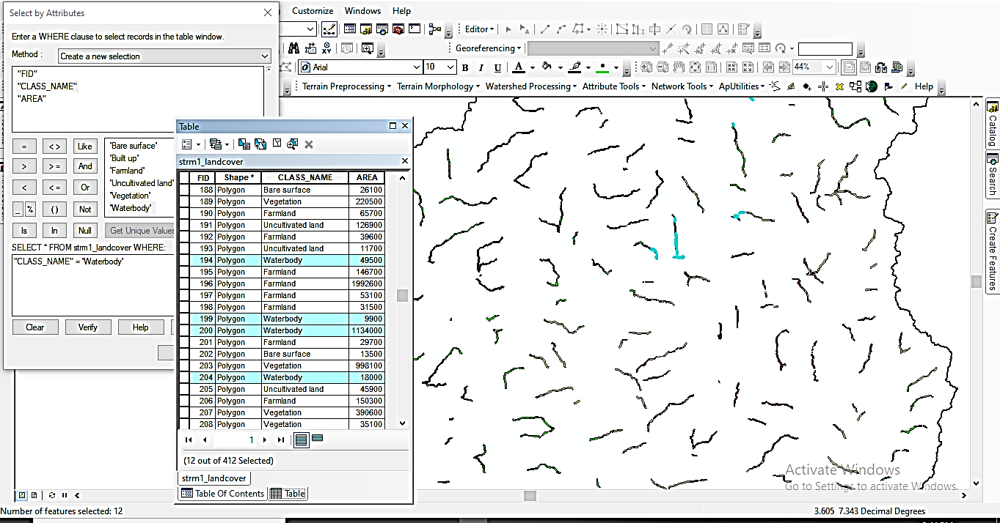 Select by Attributes
Customize Windows Help
Enter a WHERE clause to select records in the table window.
Method : Create a new selection
"FID"
"CLASS_NAME"
"AREA"
= < > Like
> > = And
< < = Or
_ % ( ) Not
Is In Null
'Bare surface'
'Built up'
'Farmland'
'Uncultivated land'
'Vegetation'
'Waterbody'
Get Unique Values
SELECT * FROM strm1_landcover WHERE:
"CLASS_NAME" = 'Waterbody'
Clear Verify Help
Editor
Georeferencing
Arial 10 B I U A 44%
Terrain Preprocessing Terrain Morphology Watershed Processing Attribute Tools Network Tools ApUtilities Help
Table
strm1_landcover
FID Shape * CLASS_NAME AREA
188 Polygon Bare surface 26100
189 Polygon Vegetation 220500
190 Polygon Farmland 65700
191 Polygon Uncultivated land 126900
192 Polygon Farmland 39600
193 Polygon Uncultivated land 11700
194 Polygon Waterbody 49500
195 Polygon Farmland 146700
196 Polygon Farmland 1992600
197 Polygon Farmland 53100
198 Polygon Farmland 31500
199 Polygon Waterbody 9900
200 Polygon Waterbody 1134000
201 Polygon Farmland 29700
202 Polygon Bare surface 13500
203 Polygon Vegetation 998100
204 Polygon Waterbody 18000
205 Polygon Uncultivated land 45900
206 Polygon Farmland 150300
207 Polygon Vegetation 390600
208 Polygon Vegetation 35100
1
(12 out of 412 Selected)
strm1_landcover
Table Of Contents Table
Catalog
Search
Create Features
Activate Windows
Go to Settings to activate Windows.
Number of features selected: 12
3.605 7.343 Decimal Degrees